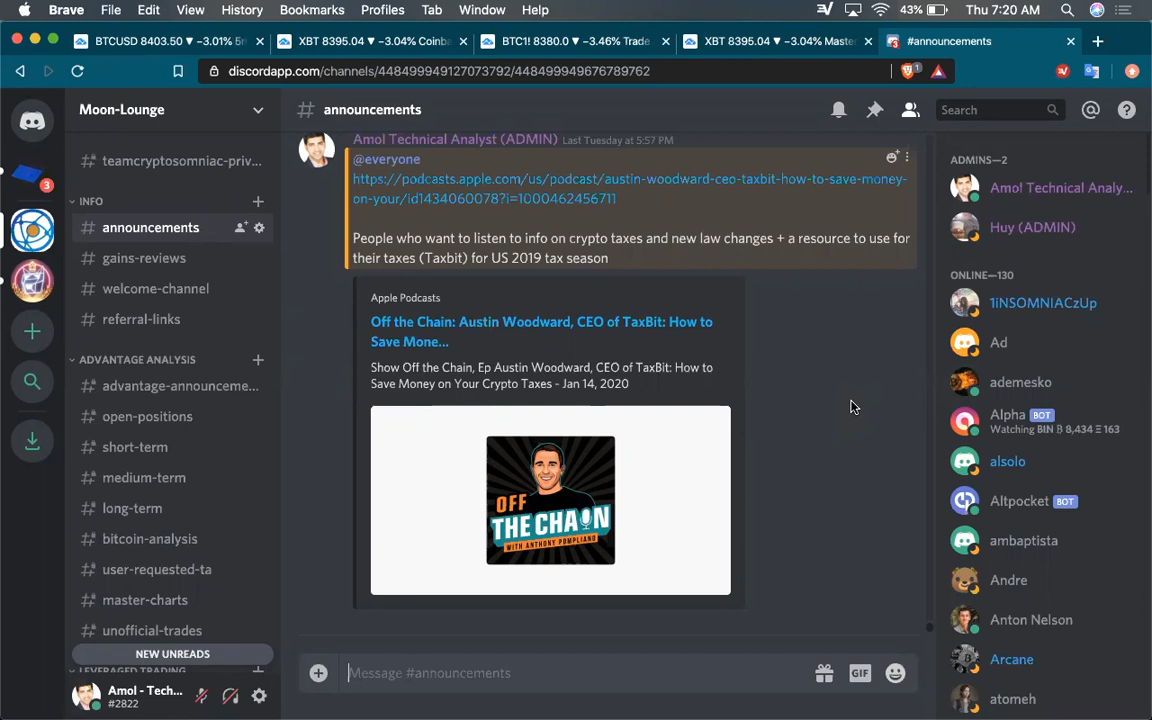 Brave File Edit View History Bookmarks Profiles Tab Window Help 43% Thu 7:20 AM
BTCUSD 8403.50 ▼ −3.01% 5m
XBT 8395.04 ▼ −3.04% Coinba
BTC1! 8380.0 ▼ −3.46% Trade
XBT 8395.04 ▼ −3.04% Master
#announcements
discordapp.com/channels/448499949127073792/448499949676789762
1
Moon-Lounge
# announcements
Search
teamcryptosomniac-priv...
INFO
announcements
gains-reviews
welcome-channel
referral-links
ADVANTAGE ANALYSIS
advantage-announceme...
open-positions
short-term
medium-term
long-term
bitcoin-analysis
user-requested-ta
master-charts
unofficial-trades
NEW UNREADS
LEVERAGED TRADING
3
Amol - Tech...
#2822
Amol Technical Analyst (ADMIN) Last Tuesday at 5:57 PM
@everyone
https://podcasts.apple.com/us/podcast/austin-woodward-ceo-taxbit-how-to-save-money-
on-your/id1434060078?i=1000462456711
People who want to listen to info on crypto taxes and new law changes + a resource to use for
their taxes (Taxbit) for US 2019 tax season
Apple Podcasts
Off the Chain: Austin Woodward, CEO of TaxBit: How to
Save Mone...
Show Off the Chain, Ep Austin Woodward, CEO of TaxBit: How to
Save Money on Your Crypto Taxes - Jan 14, 2020
OFF
THE CHAIN
WITH ANTHONY POMPLIANO
Message #announcements
GIF
ADMINS—2
Amol Technical Analy...
Huy (ADMIN)
ONLINE—130
1iNSOMNIACzUp
Ad
ademesko
Alpha BOT
Watching BIN ₿ 8,434 Ξ 163
alsolo
Altpocket BOT
ambaptista
Andre
Anton Nelson
Arcane
atomeh